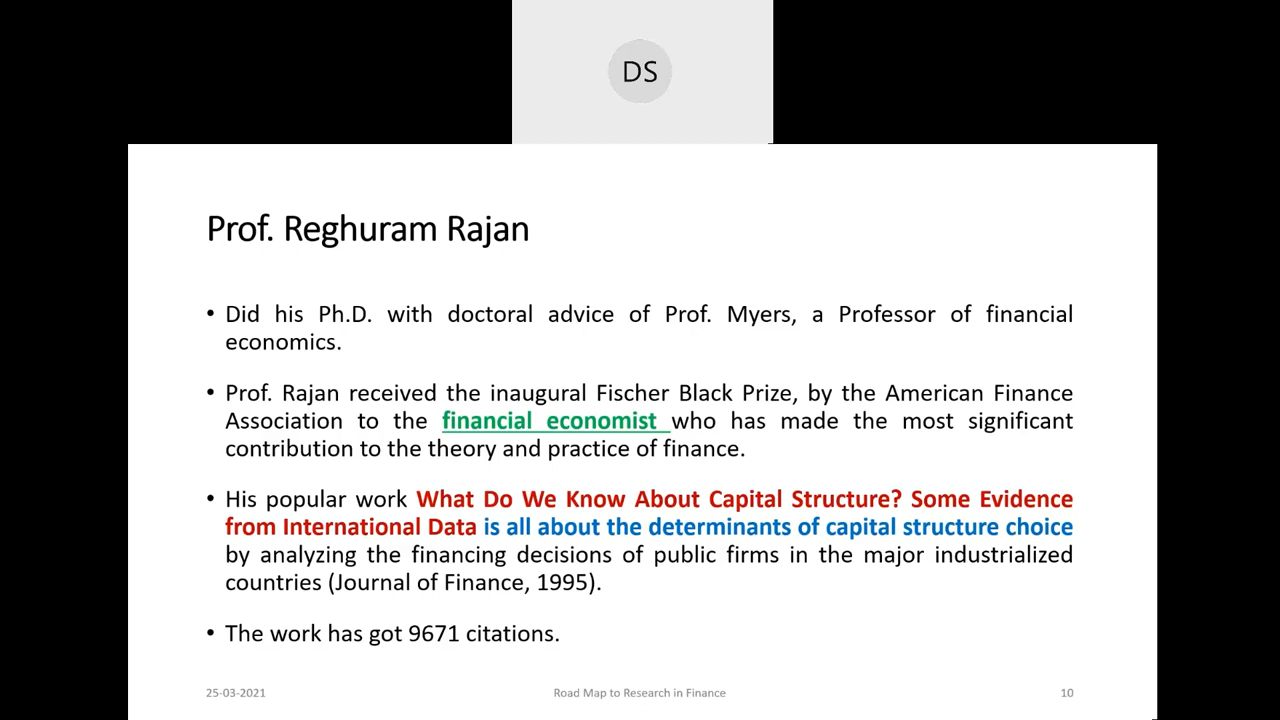 DS
Prof. Reghuram Rajan
• Did his Ph.D. with doctoral advice of Prof. Myers, a Professor of financial
economics.
• Prof. Rajan received the inaugural Fischer Black Prize, by the American Finance
Association to the financial economist who has made the most significant
contribution to the theory and practice of finance.
• His popular work What Do We Know About Capital Structure? Some Evidence
from International Data is all about the determinants of capital structure choice
by analyzing the financing decisions of public firms in the major industrialized
countries (Journal of Finance, 1995).
• The work has got 9671 citations.
25-03-2021 Road Map to Research in Finance 10